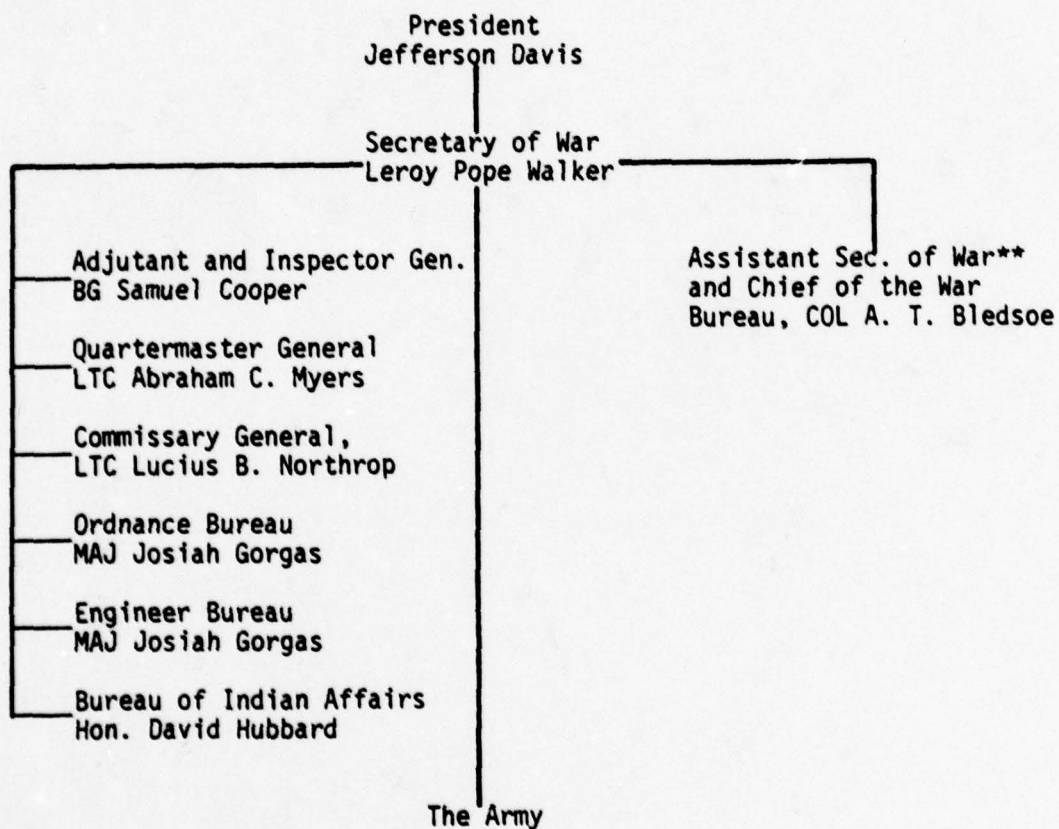 President
Jefferson Davis
Secretary of War
Leroy Pope Walker
Adjutant and Inspector Gen.
BG Samuel Cooper
Quartermaster General
LTC Abraham C. Myers
Commissary General,
LTC Lucius B. Northrop
Ordnance Bureau
MAJ Josiah Gorgas
Engineer Bureau
MAJ Josiah Gorgas
Bureau of Indian Affairs
Hon. David Hubbard
Assistant Sec. of War**
and Chief of the War
Bureau, COL A. T. Bledsoe
The Army